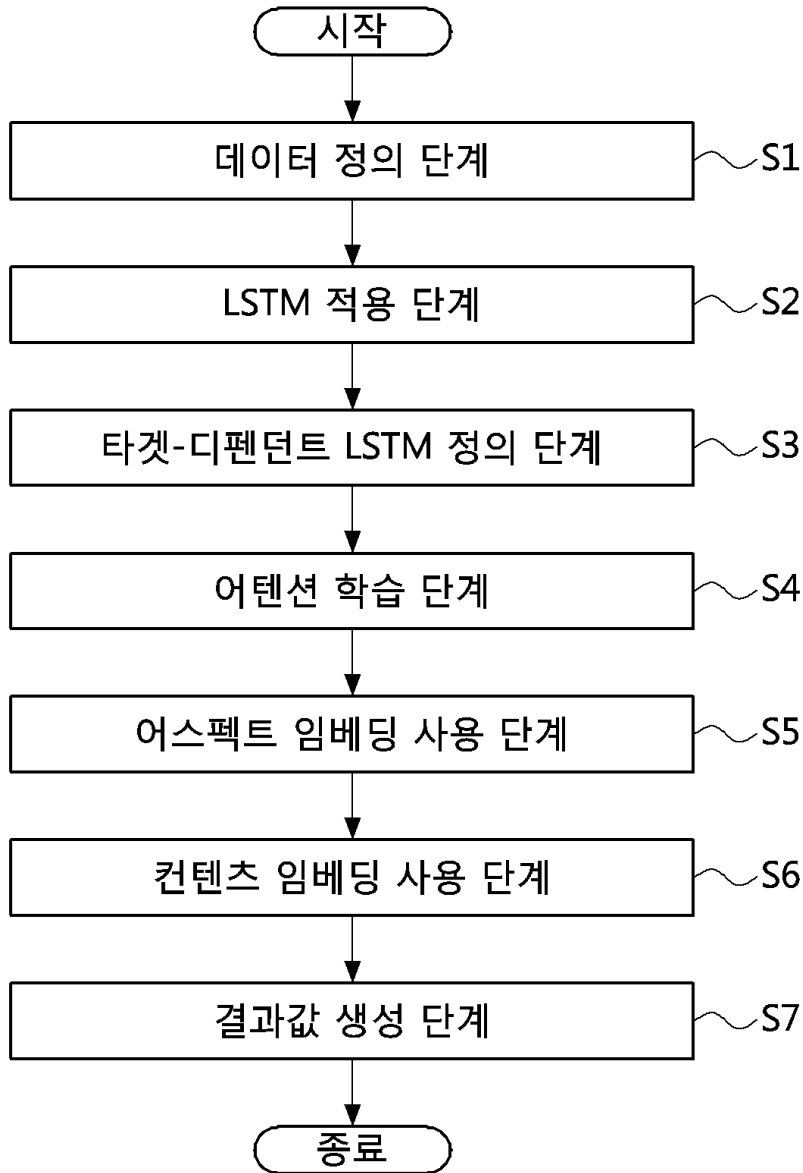 시작
데이터 정의 단계 S1
LSTM 적용 단계 S2
타겟-디펜던트 LSTM 정의 단계 S3
어텐션 학습 단계 S4
어스펙트 임베딩 사용 단계 S5
컨텐츠 임베딩 사용 단계 S6
결과값 생성 단계 S7
종료